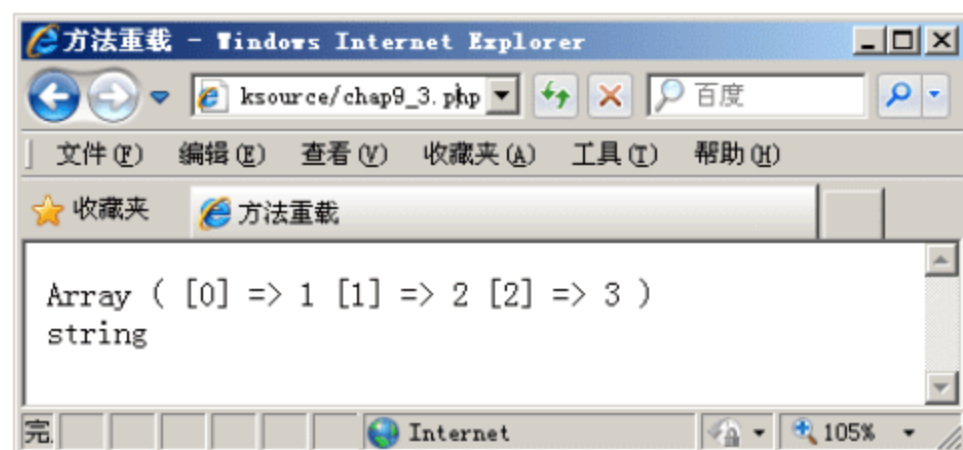 方法重载 - Windows Internet Explorer
ksource/chap9_3.php
百度
文件(F) 编辑(E) 查看(V) 收藏夹(A) 工具(T) 帮助(H)
收藏夹 方法重载
Array ( [0] => 1 [1] => 2 [2] => 3 )
string
完 Internet 105%